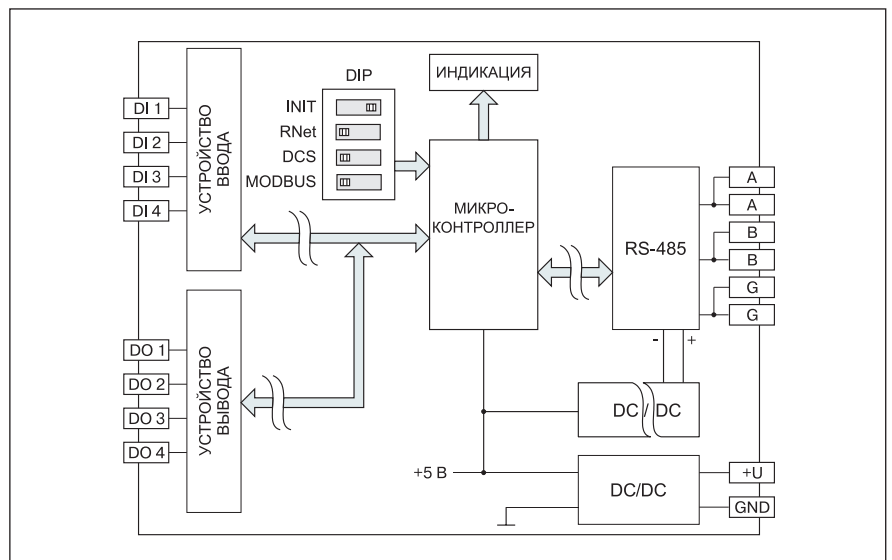 DIP
ИНДИКАЦИЯ
INIT
RNet
DCS
MODBUS
DI 1
DI 2
DI 3
DI 4
УСТРОЙСТВО
ВВОДА
МИКРО-
КОНТРОЛЛЕР
RS-485
A
A
B
B
G
G
- +
DO 1
DO 2
DO 3
DO 4
УСТРОЙСТВО
ВЫВОДА
DC / DC
+5 В
DC/DC
+U
GND